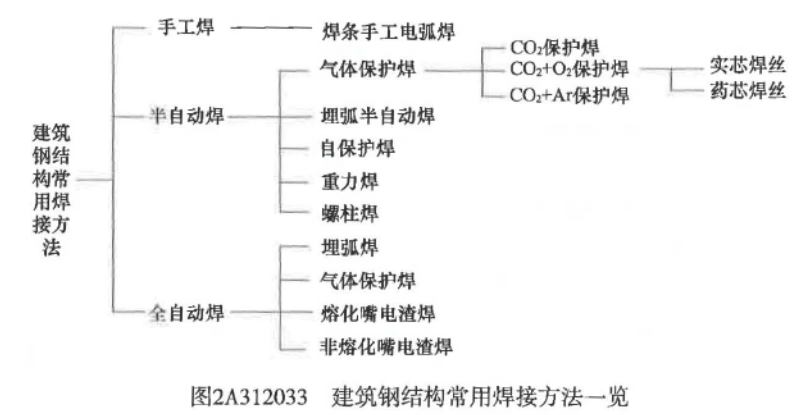 建筑
钢结
构常
用焊
接方
法
手工焊
焊条手工电弧焊
半自动焊
气体保护焊
CO₂保护焊
CO₂+O₂保护焊
CO₂+Ar保护焊
实芯焊丝
药芯焊丝
埋弧半自动焊
自保护焊
重力焊
螺柱焊
全自动焊
埋弧焊
气体保护焊
熔化嘴电渣焊
非熔化嘴电渣焊
图2A312033 建筑钢结构常用焊接方法一览